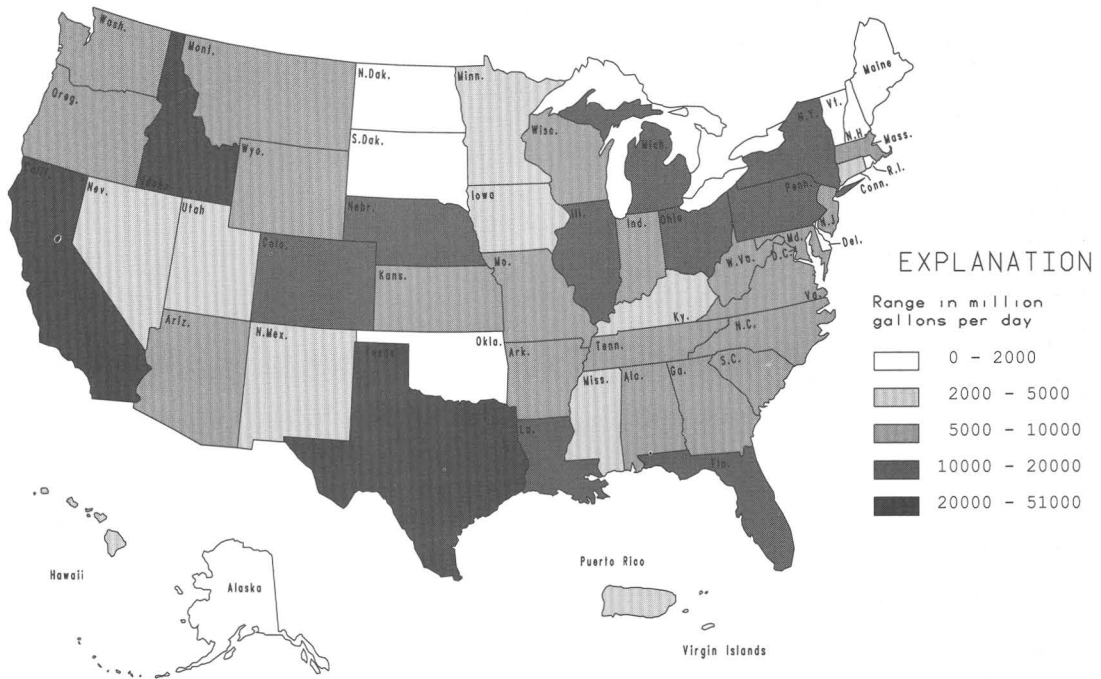 Wash.
Mont.
N.Dak.
Minn.
Maine
Oreg.
Idaho
Wyo.
S.Dak.
Wisc.
Mich.
N.Y.
Vt.
N.H.
Mass.
R.I.
Conn.
Calif.
Nev.
Utah
Colo.
Nebr.
Iowa
Ill.
Ind.
Ohio
Penn.
N.J.
Del.
Md.
D.C.
W.Va.
Va.
Kans.
Mo.
Ky.
Ariz.
N.Mex.
Okla.
Ark.
Tenn.
N.C.
S.C.
Texas
La.
Miss.
Ala.
Ga.
Fla.
Hawaii
Alaska
Puerto Rico
Virgin Islands
EXPLANATION
Range in million
gallons per day
0 - 2000
2000 - 5000
5000 - 10000
10000 - 20000
20000 - 51000